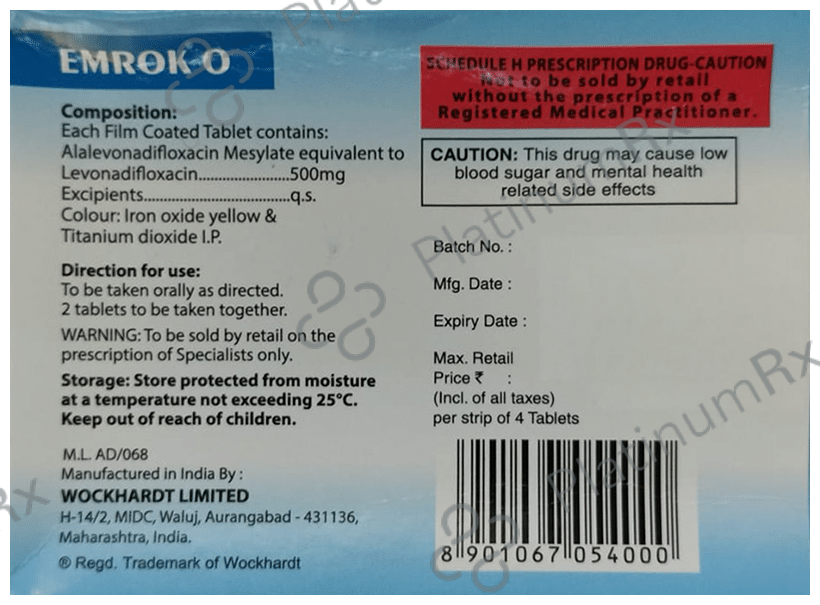 EMROK-O
Composition:
Each Film Coated Tablet contains:
Alalevonadifloxacin Mesylate equivalent to
Levonadifloxacin......................500mg
Excipients....................................q.s.
Colour: Iron oxide yellow &
Titanium dioxide I.P.
Direction for use:
To be taken orally as directed.
2 tablets to be taken together.
WARNING: To be sold by retail on the
prescription of Specialists only.
Storage: Store protected from moisture
at a temperature not exceeding 25°C.
Keep out of reach of children.
M.L. AD/068
Manufactured in India By :
WOCKHARDT LIMITED
H-14/2, MIDC, Waluj, Aurangabad - 431136,
Maharashtra, India.
® Regd. Trademark of Wockhardt
SCHEDULE H PRESCRIPTION DRUG-CAUTION
Not to be sold by retail
without the prescription of a
Registered Medical Practitioner.
CAUTION: This drug may cause low
blood sugar and mental health
related side effects
Batch No. :
Mfg. Date :
Expiry Date :
Max. Retail
Price ₹ :
(Incl. of all taxes)
per strip of 4 Tablets
8 901067 054000
PlatinumRx
PlatinumRx
PlatinumRx
Rx